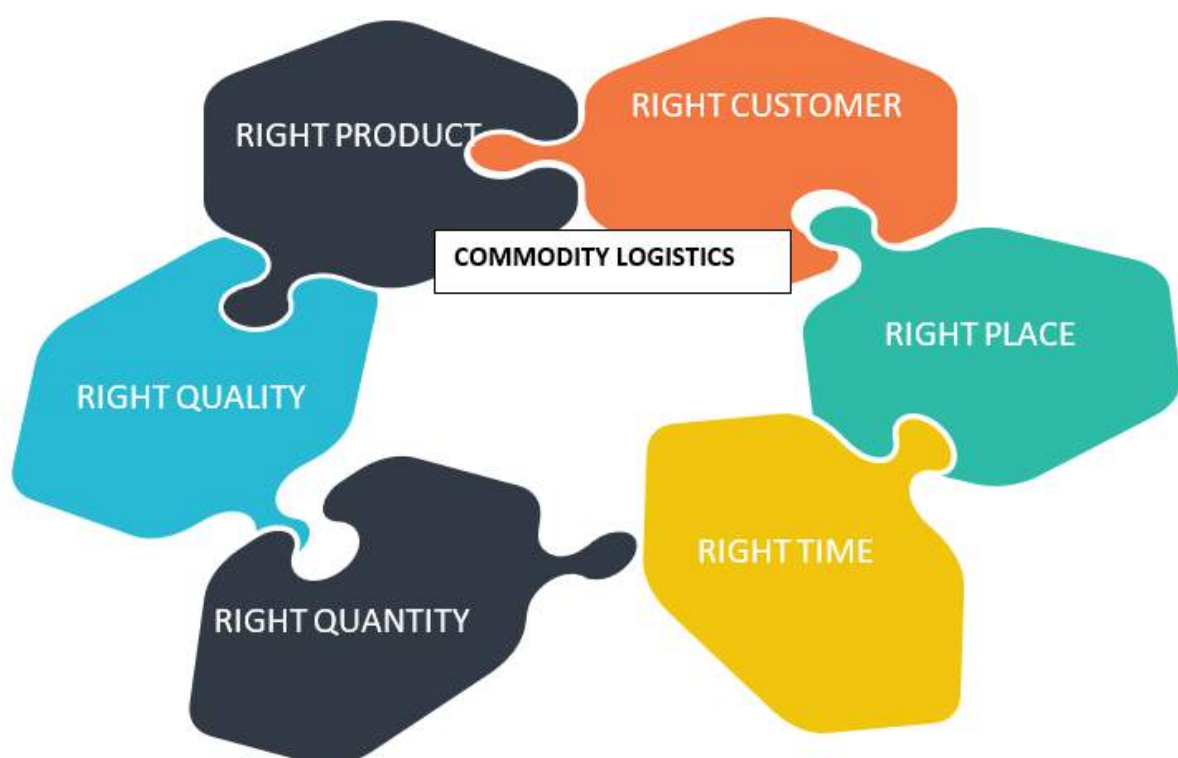 RIGHT PRODUCT
RIGHT CUSTOMER
COMMODITY LOGISTICS
RIGHT PLACE
RIGHT QUALITY
RIGHT TIME
RIGHT QUANTITY